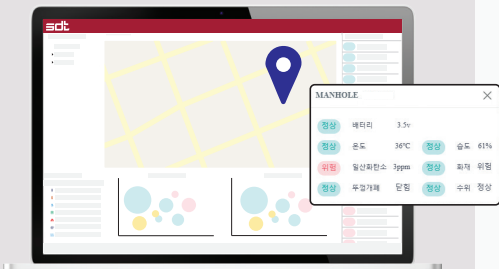 sdt
MANHOLE
정상 배터리 3.5v
정상 온도 36℃ 정상 습도 61%
위험 일산화탄소 3ppm 정상 화재 위험
정상 뚜껑개폐 닫힘 정상 수위 정상